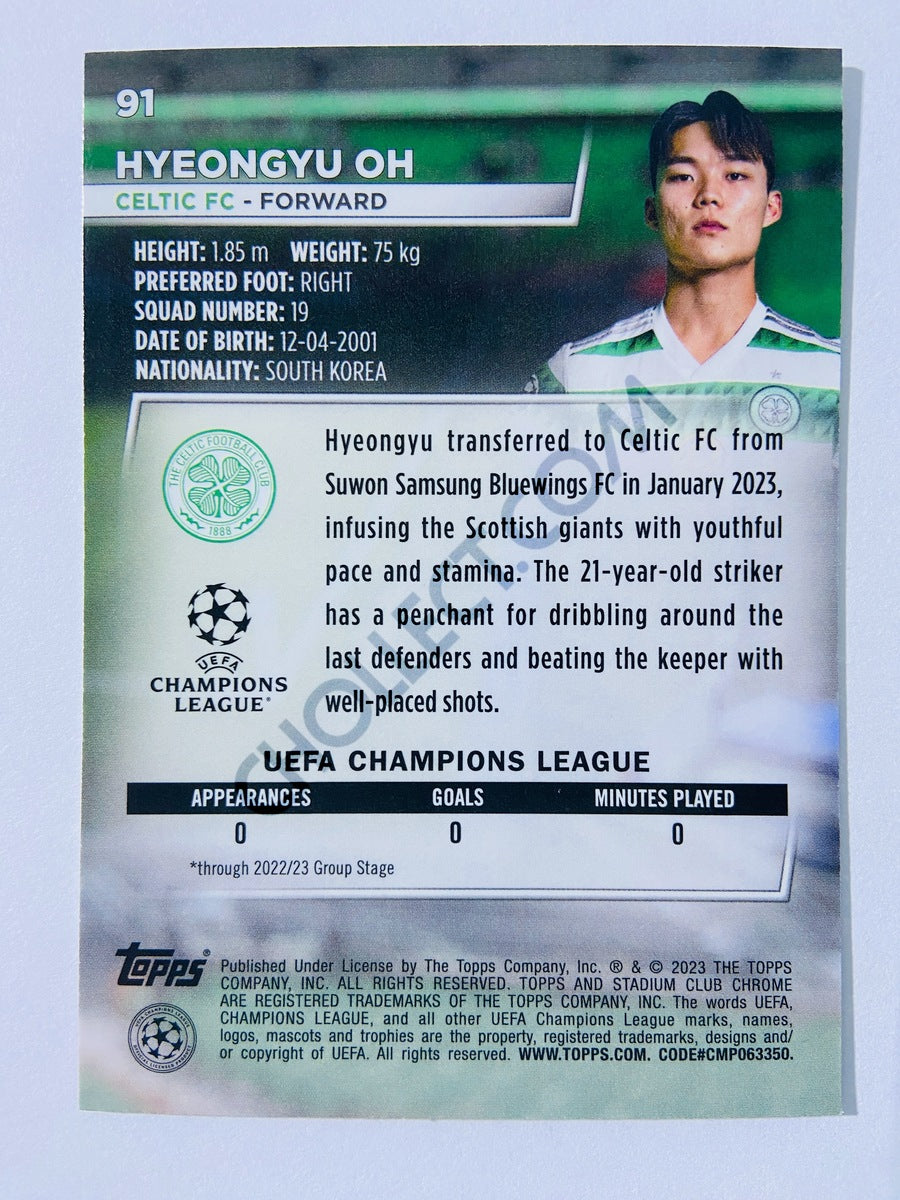 91
HYEONGYU OH
CELTIC FC - FORWARD
HEIGHT: 1.85 m WEIGHT: 75 kg
PREFERRED FOOT: RIGHT
SQUAD NUMBER: 19
DATE OF BIRTH: 12-04-2001
NATIONALITY: SOUTH KOREA
THE CELTIC FOOTBALL CLUB
1888
UEFA
CHAMPIONS
LEAGUE®
Hyeongyu transferred to Celtic FC from
Suwon Samsung Bluewings FC in January 2023,
infusing the Scottish giants with youthful
pace and stamina. The 21-year-old striker
has a penchant for dribbling around the
last defenders and beating the keeper with
well-placed shots.
CHOLLECT.COM
UEFA CHAMPIONS LEAGUE
APPEARANCES GOALS MINUTES PLAYED
0 0 0
*through 2022/23 Group Stage
Topps®
Published Under License by The Topps Company, Inc. ® & © 2023 THE TOPPS
COMPANY, INC. ALL RIGHTS RESERVED. TOPPS AND STADIUM CLUB CHROME
ARE REGISTERED TRADEMARKS OF THE TOPPS COMPANY, INC. The words UEFA,
CHAMPIONS LEAGUE, and all other UEFA Champions League marks, names,
logos, mascots and trophies are the property, registered trademarks, designs and/
or copyright of UEFA. All rights reserved. WWW.TOPPS.COM. CODE#CMP063350.